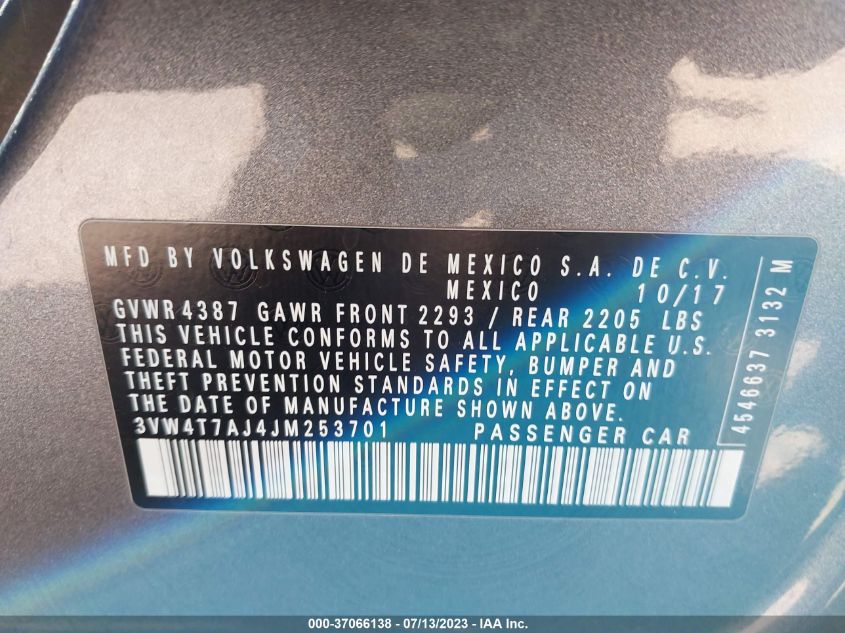 MFD BY VOLKSWAGEN DE MEXICO S.A. DE C.V.
MEXICO 10/17
GVWR 4387 GAWR FRONT 2293 / REAR 2205 LBS
THIS VEHICLE CONFORMS TO ALL APPLICABLE U.S.
FEDERAL MOTOR VEHICLE SAFETY, BUMPER AND
THEFT PREVENTION STANDARDS IN EFFECT ON
THE DATE OF MANUFACTURE SHOWN ABOVE.
3VW4T7AJ4JM253701 PASSENGER CAR
4546637 3132 M
000-37066138 - 07/13/2023 - © IAA Inc.